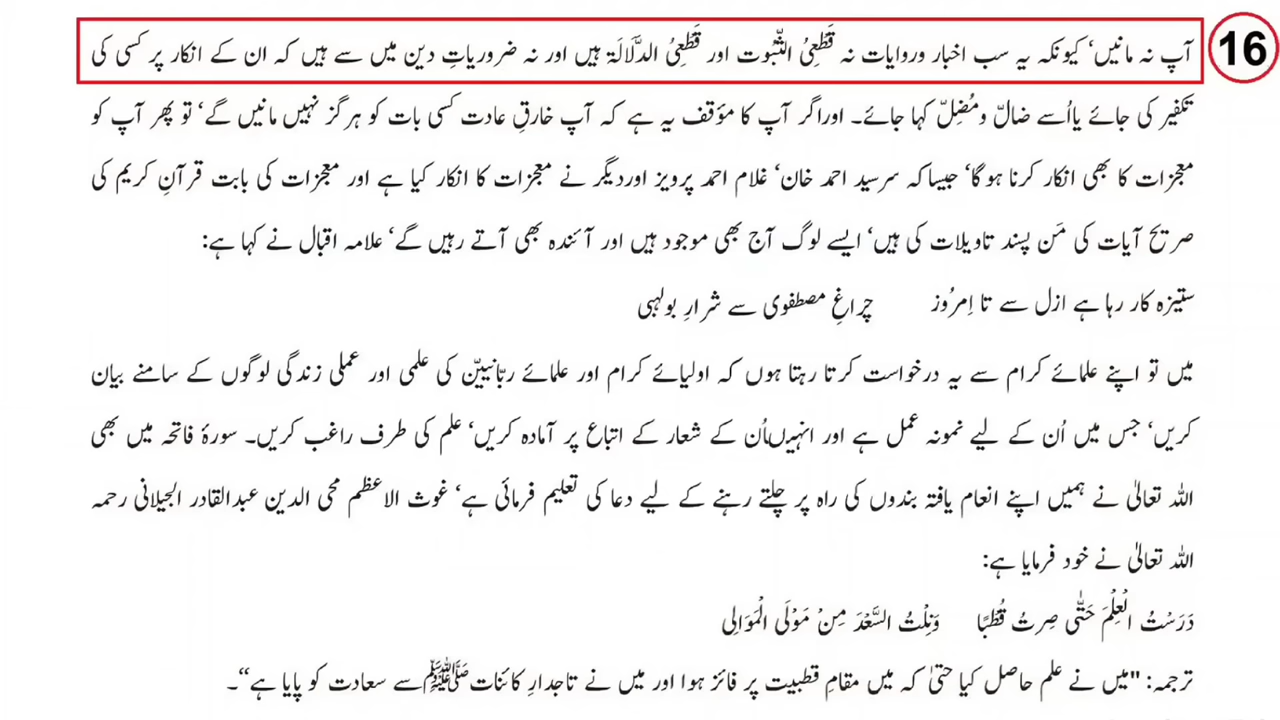 آپ نہ مانیں‘ کیونکہ یہ سب اخبار وروایات نہ قَطْعِیُ الثُّبوت اور قَطْعِیُ الدَّلَالَۃ ہیں اور نہ ضروریاتِ دین میں سے ہیں کہ ان کے انکار پر کسی کی
16
تکفیر کی جائے یااُسے ضالّ ومُضِلّ کہا جائے۔ اوراگر آپ کا مؤقف یہ ہے کہ آپ خارقِ عادت کسی بات کو ہرگز نہیں مانیں گے‘ تو پھر آپ کو
معجزات کا بھی انکار کرنا ہوگا‘ جیساکہ سرسید احمد خان‘ غلام احمد پرویز اوردیگر نے معجزات کا انکار کیا ہے اور معجزات کی بابت قرآنِ کریم کی
صریح آیات کی مَن پسند تاویلات کی ہیں‘ ایسے لوگ آج بھی موجود ہیں اور آئندہ بھی آتے رہیں گے‘ علامہ اقبال نے کہا ہے:
ستیزہ کار رہا ہے ازل سے تا اِمرُوز چراغِ مصطفوی سے شرارِ بولہبی
میں تو اپنے علمائے کرام سے یہ درخواست کرتا رہتا ہوں کہ اولیائے کرام اور علمائے ربّانییّن کی علمی اور عملی زندگی لوگوں کے سامنے بیان
کریں‘ جس میں اُن کے لیے نمونہ عمل ہے اور انہیںاُن کے شعار کے اتباع پر آمادہ کریں‘ علم کی طرف راغب کریں۔ سورۂ فاتحہ میں بھی
اللہ تعالیٰ نے ہمیں اپنے انعام یافتہ بندوں کی راہ پر چلتے رہنے کے لیے دعا کی تعلیم فرمائی ہے‘ غوث الاعظم محی الدین عبدالقادر الجیلانی رحمہ
اللہ تعالیٰ نے خود فرمایا ہے:
دَرَسْتُ الْعِلْمَ حَتّٰی صِرتُ قُطْبًا وَنِلْتُ السَّعْدَ مِنْ مَوْلَی الْمَوَالِی
ترجمہ: "میں نے علم حاصل کیا حتیٰ کہ میں مقامِ قطبیت پر فائز ہوا اور میں نے تاجدارِ کائناتﷺسے سعادت کو پایا ہے‘‘۔